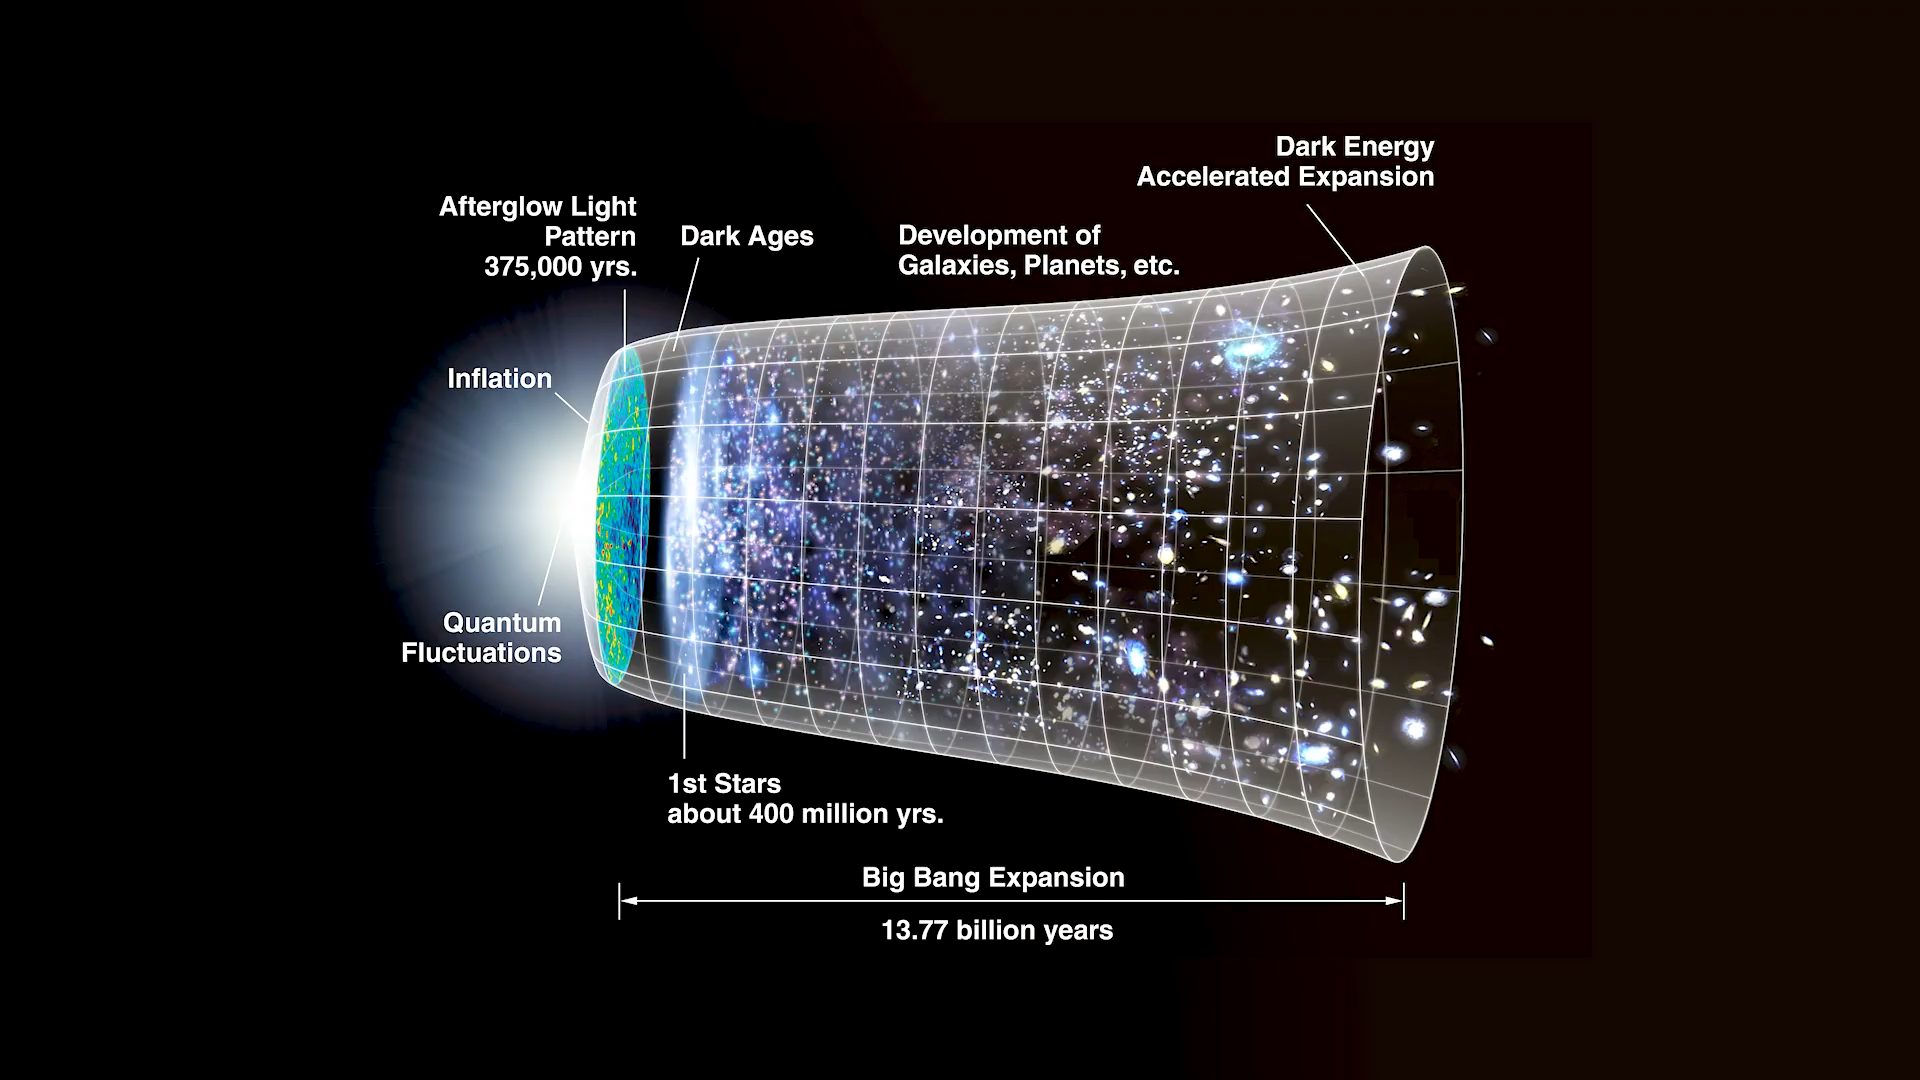 Dark Energy
Accelerated Expansion
Afterglow Light
Pattern
375,000 yrs.
Dark Ages
Development of
Galaxies, Planets, etc.
Inflation
Quantum
Fluctuations
1st Stars
about 400 million yrs.
Big Bang Expansion
13.77 billion years